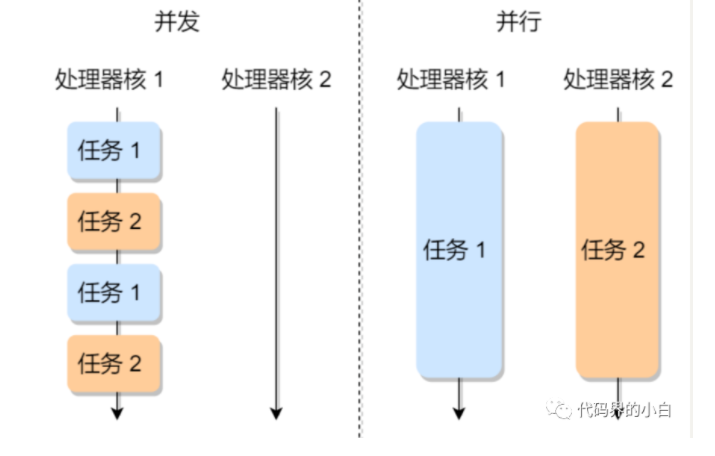 并发
并行
处理器核 1
处理器核 2
处理器核 1
处理器核 2
任务 1
任务 2
任务 1
任务 2
任务 1
任务 2
代码界的小白